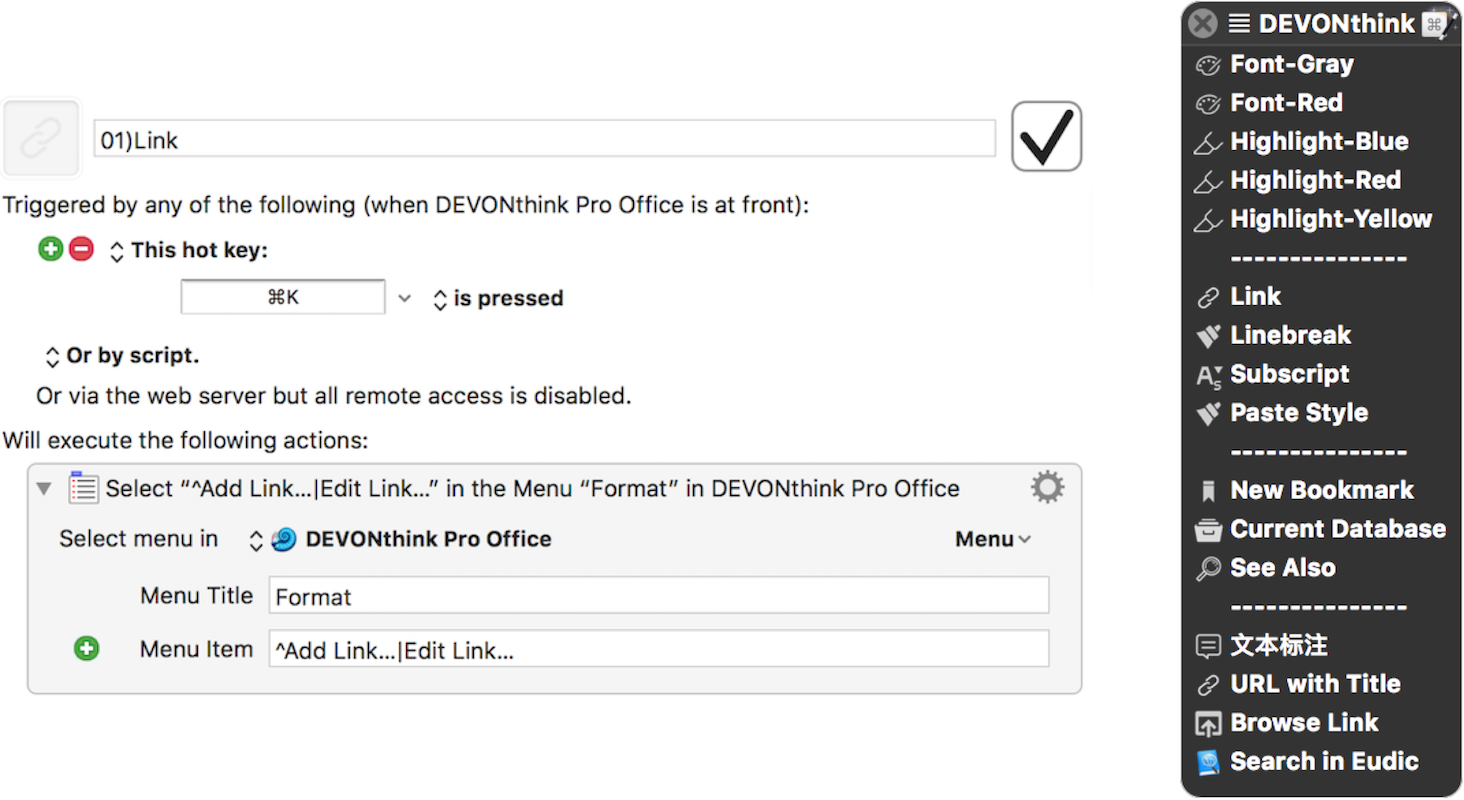 01)Link
Triggered by any of the following (when DEVONthink Pro Office is at front):
This hot key:
⌘K
is pressed
Or by script.
Or via the web server but all remote access is disabled.
Will execute the following actions:
Select “^Add Link...|Edit Link...” in the Menu “Format” in DEVONthink Pro Office
Select menu in DEVONthink Pro Office Menu
Menu Title Format
Menu Item ^Add Link...|Edit Link...
DEVONthink ⌘
Font-Gray
Font-Red
Highlight-Blue
Highlight-Red
Highlight-Yellow
---------------
Link
Linebreak
Subscript
Paste Style
---------------
New Bookmark
Current Database
See Also
---------------
文本标注
URL with Title
Browse Link
Search in Eudic